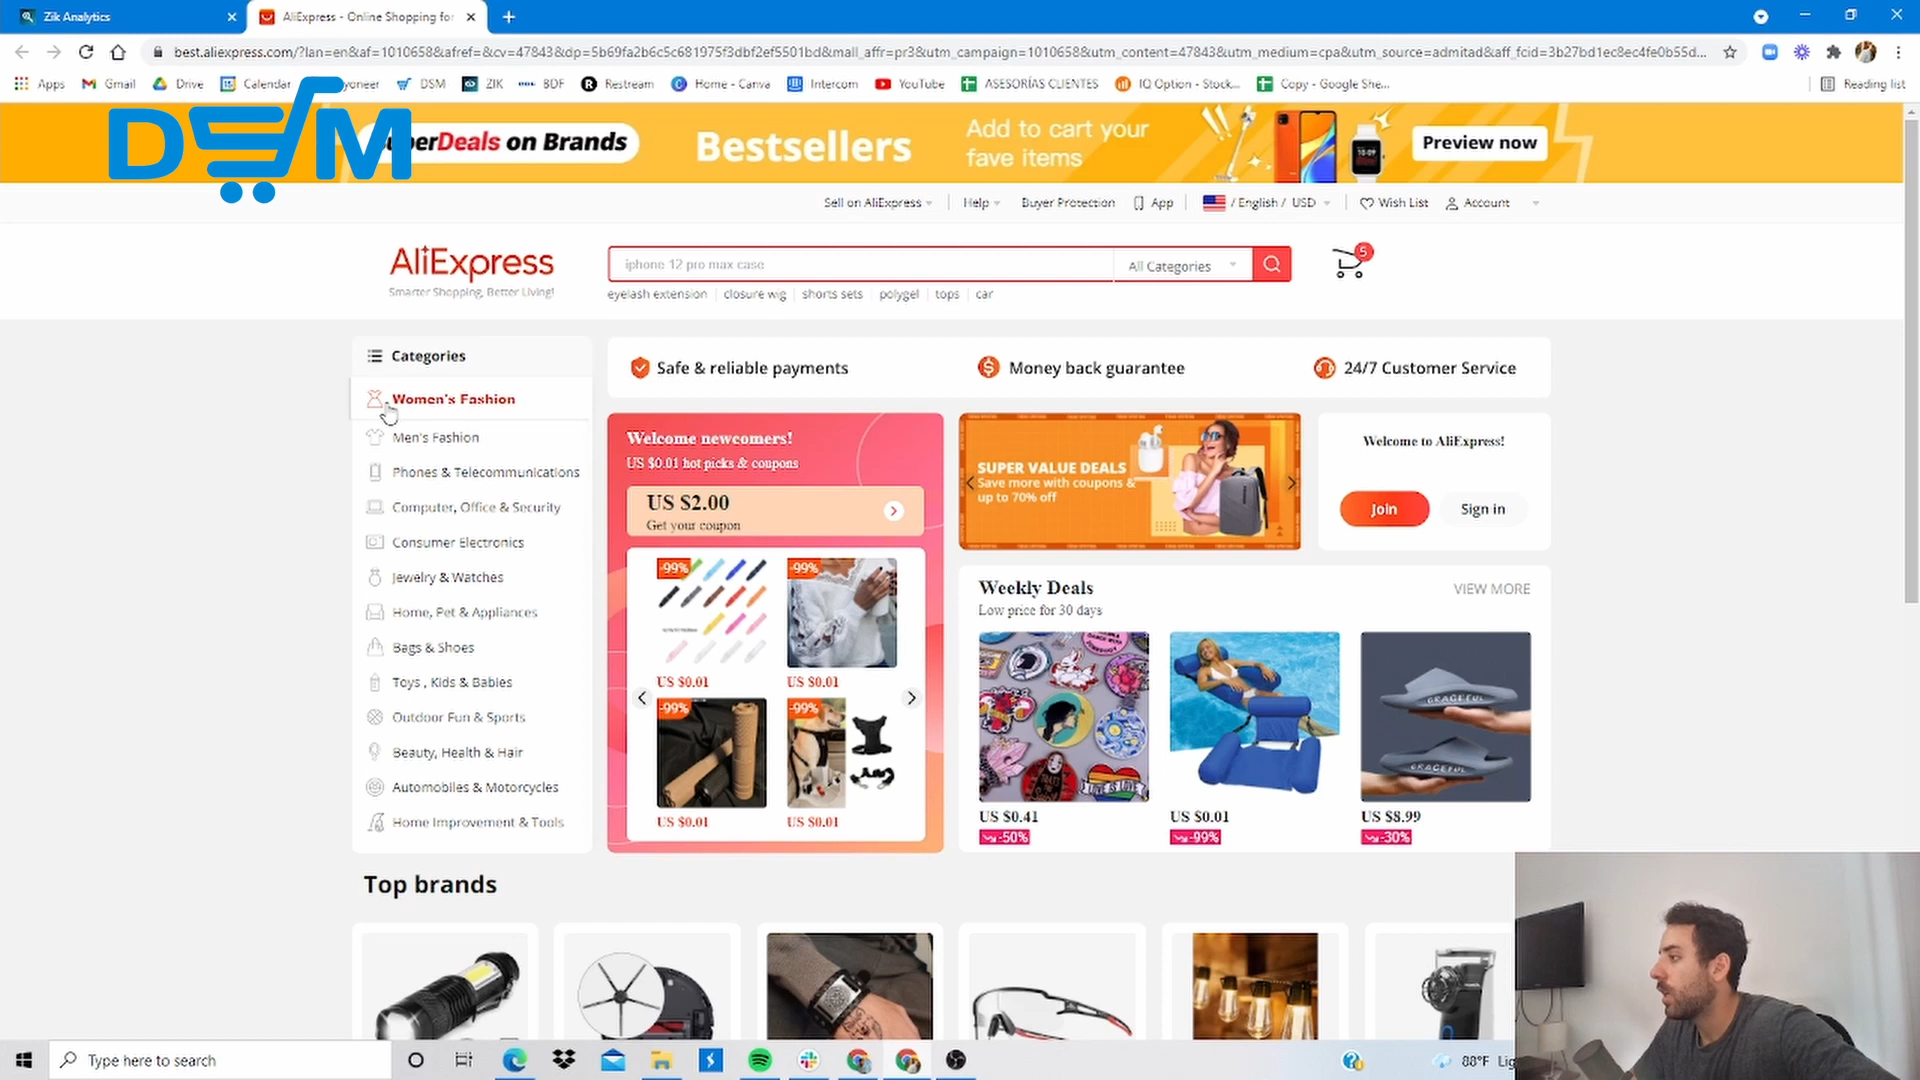 Zik Analytics
AliExpress - Online Shopping for
best.aliexpress.com/?lan=en&af=1010658&afref=&cv=47843&dp=5b69fa2b6c5c681975f3dbf2ef5501bd&mall_affr=pr3&utm_campaign=1010658&utm_content=47843&utm_medium=cpa&utm_source=admitad&aff_fcid=3b27bd1ec8ec4fe0b55d...
Apps
Gmail
Drive
Calendar
DSM
ZIK
BDF
Restream
Home - Canva
Intercom
YouTube
ASESORÍAS CLIENTES
IQ Option - Stock...
Copy - Google She...
Reading list
DSM
perDeals on Brands
Bestsellers
Add to cart your
fave items
Preview now
Sell on AliExpress
Help
Buyer Protection
App
/ English / USD
Wish List
Account
AliExpress
Smarter Shopping, Better Living!
iphone 12 pro max case
All Categories
5
eyelash extension
closure wig
shorts sets
polygel
tops
car
Categories
Women's Fashion
Men's Fashion
Phones & Telecommunications
Computer, Office & Security
Consumer Electronics
Jewelry & Watches
Home, Pet & Appliances
Bags & Shoes
Toys , Kids & Babies
Outdoor Fun & Sports
Beauty, Health & Hair
Automobiles & Motorcycles
Home Improvement & Tools
Safe & reliable payments
Money back guarantee
24/7 Customer Service
Welcome newcomers!
US $0.01 hot picks & coupons
US $2.00
Get your coupon
-99%
-99%
US $0.01
US $0.01
-99%
-99%
US $0.01
US $0.01
SUPER VALUE DEALS
Save more with coupons &
up to 70% off
Welcome to AliExpress!
Join
Sign in
Weekly Deals
VIEW MORE
Low price for 30 days
GRACEFUL
GRACEFUL
LOVE IS LOVE
US $0.41
US $0.01
US $8.99
-50%
-99%
-30%
Top brands
Type here to search
88°F